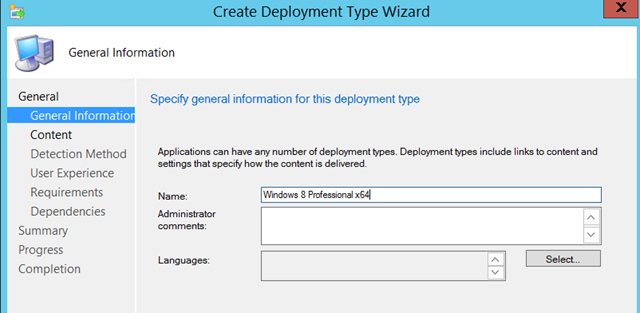 Create Deployment Type Wizard
X
General Information
General
General Information
Content
Detection Method
User Experience
Requirements
Dependencies
Summary
Progress
Completion
Specify general information for this deployment type
Applications can have any number of deployment types. Deployment types include links to content and
settings that specify how the content is delivered.
Name:
Windows 8 Professional x64
Administrator
comments:
Languages:
Select...